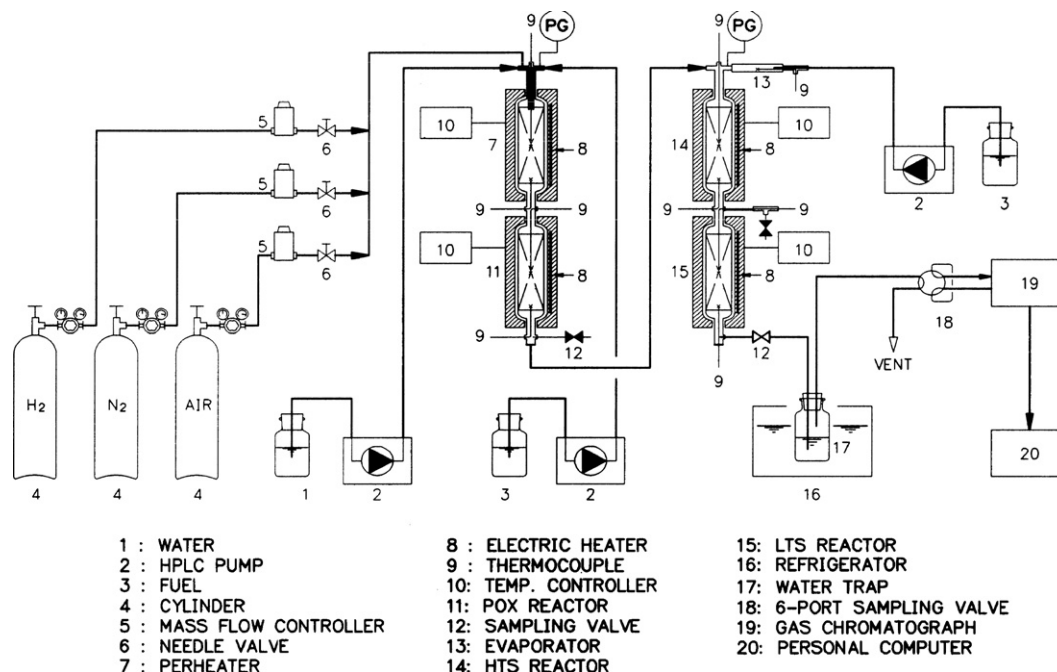 9
PG
9
PG
13
9
5
6
7
10
8
14
10
8
2
3
5
6
9
9
9
9
5
6
10
11
8
10
15
8
19
18
9
12
12
VENT
9
H2
N2
AIR
17
20
4
4
4
1
2
3
2
16
1 : WATER
2 : HPLC PUMP
3 : FUEL
4 : CYLINDER
5 : MASS FLOW CONTROLLER
6 : NEEDLE VALVE
7 : PERHEATER
8 : ELECTRIC HEATER
9 : THERMOCOUPLE
10: TEMP. CONTROLLER
11: POX REACTOR
12: SAMPLING VALVE
13: EVAPORATOR
14: HTS REACTOR
15: LTS REACTOR
16: REFRIGERATOR
17: WATER TRAP
18: 6-PORT SAMPLING VALVE
19: GAS CHROMATOGRAPH
20: PERSONAL COMPUTER